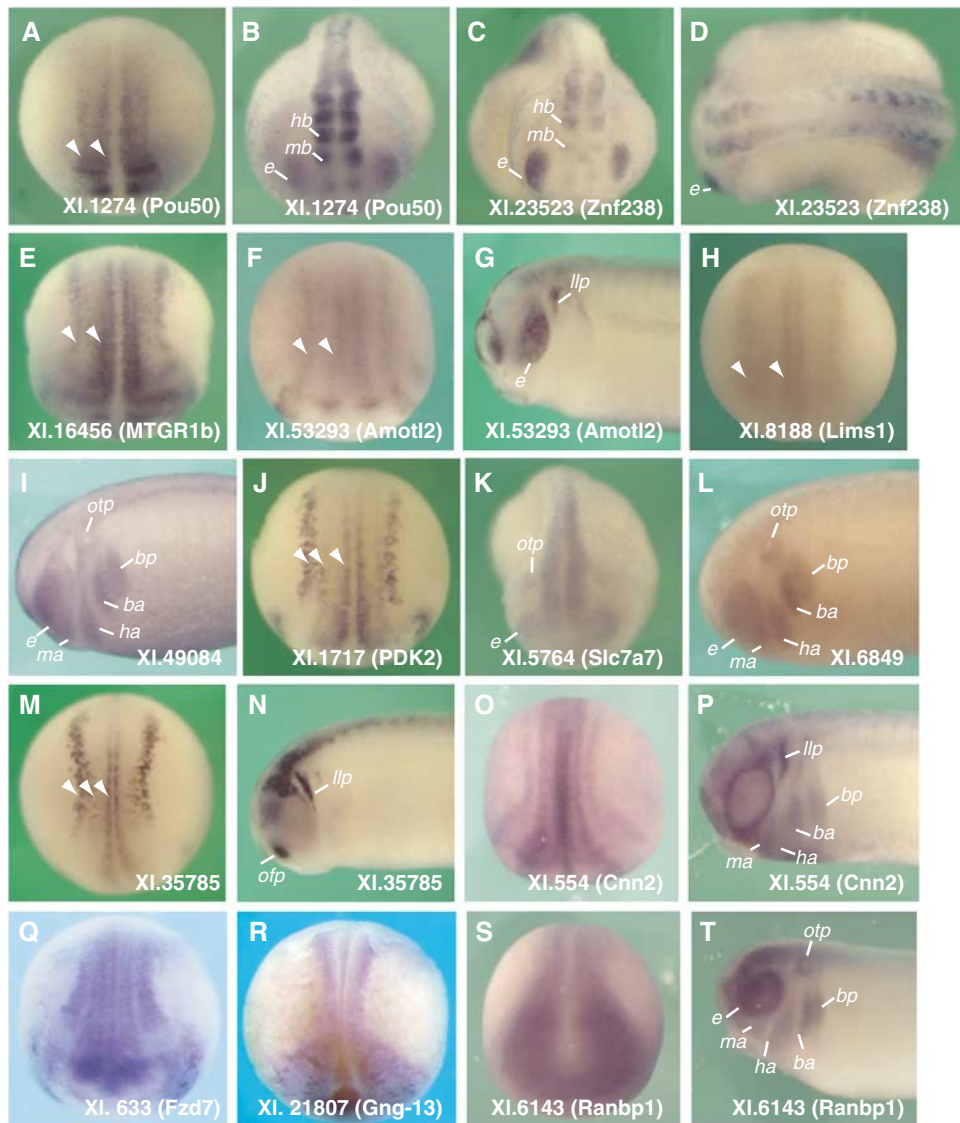 A
Xl.1274 (Pou50)
B
hb
mb
e
Xl.1274 (Pou50)
C
hb
mb
e
Xl.23523 (Znf238)
D
e
Xl.23523 (Znf238)
E
Xl.16456 (MTGR1b)
F
Xl.53293 (Amotl2)
G
llp
e
Xl.53293 (Amotl2)
H
Xl.8188 (Lims1)
I
otp
bp
ba
e
ma
ha
Xl.49084
J
Xl.1717 (PDK2)
K
otp
e
Xl.5764 (Slc7a7)
L
otp
bp
ba
e
ma
ha
Xl.6849
M
Xl.35785
N
llp
ofp
Xl.35785
O
Xl.554 (Cnn2)
P
llp
bp
ba
ma
ha
Xl.554 (Cnn2)
Q
Xl. 633 (Fzd7)
R
Xl. 21807 (Gng-13)
S
Xl.6143 (Ranbp1)
T
otp
bp
e
ma
ha
ba
Xl.6143 (Ranbp1)